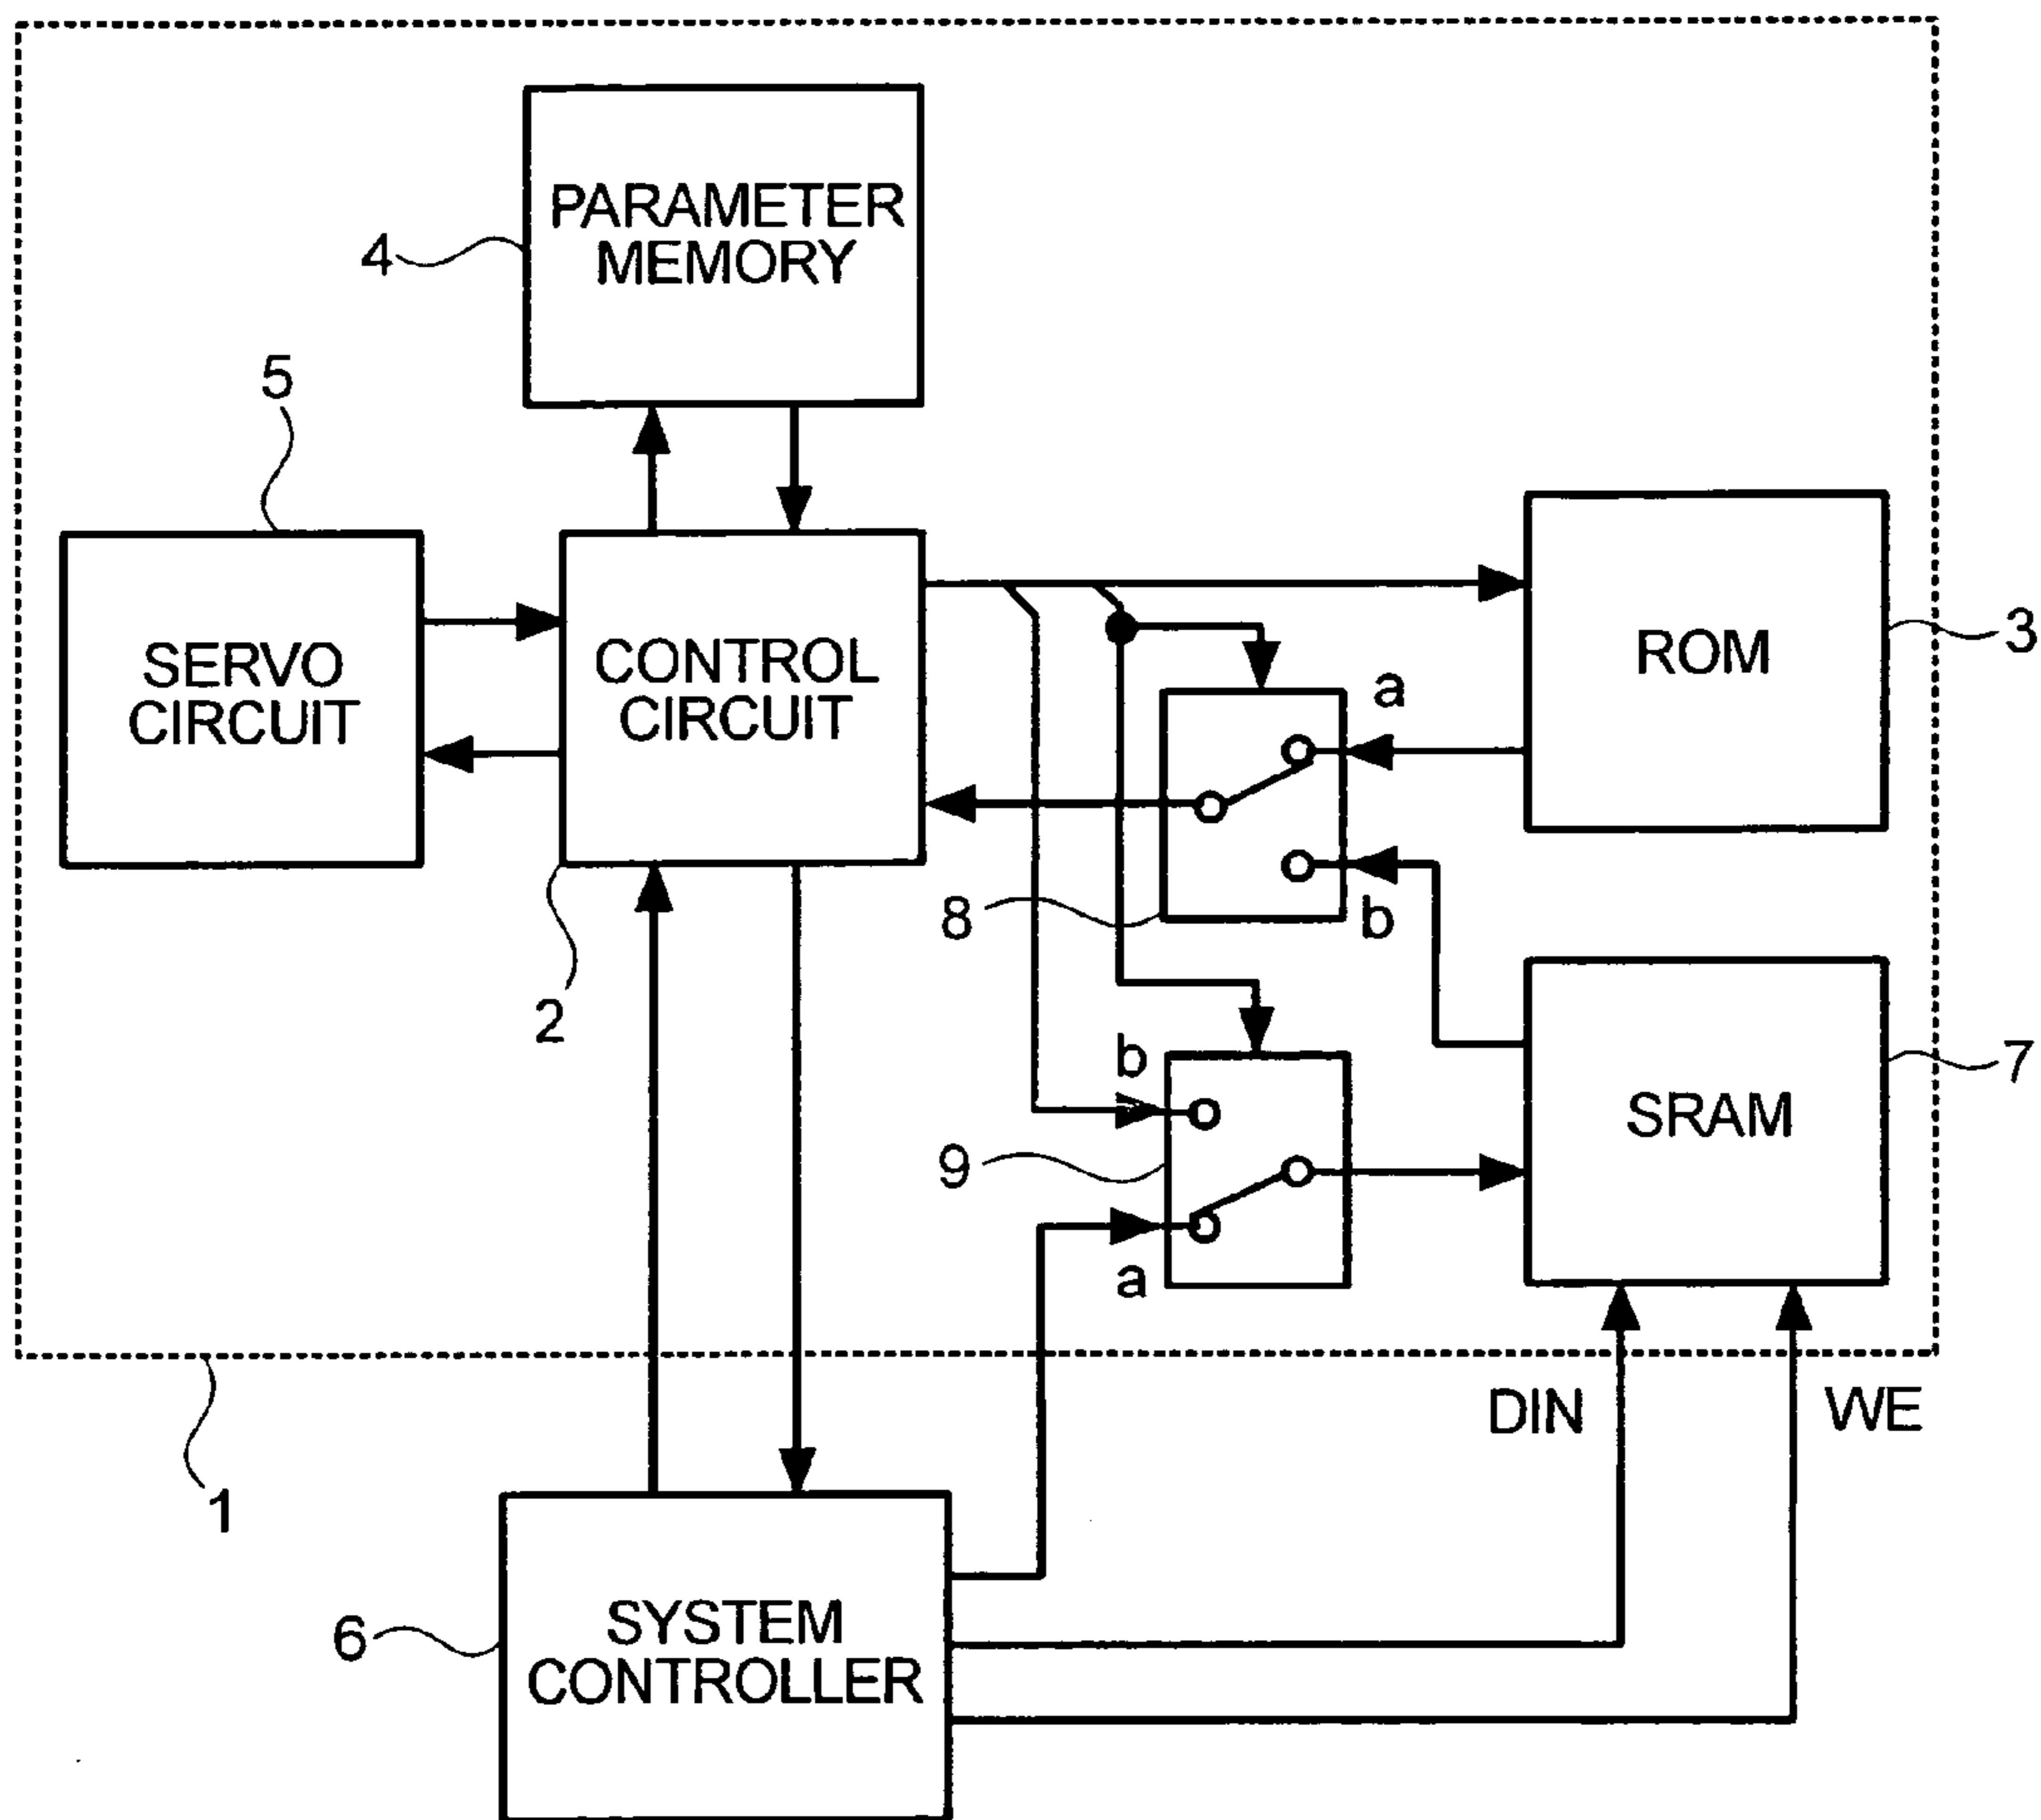 PARAMETER
MEMORY
4
5
SERVO
CIRCUIT
CONTROL
CIRCUIT
ROM
3
a
8
b
2
b
SRAM
7
9
a
1
DIN
WE
6
SYSTEM
CONTROLLER